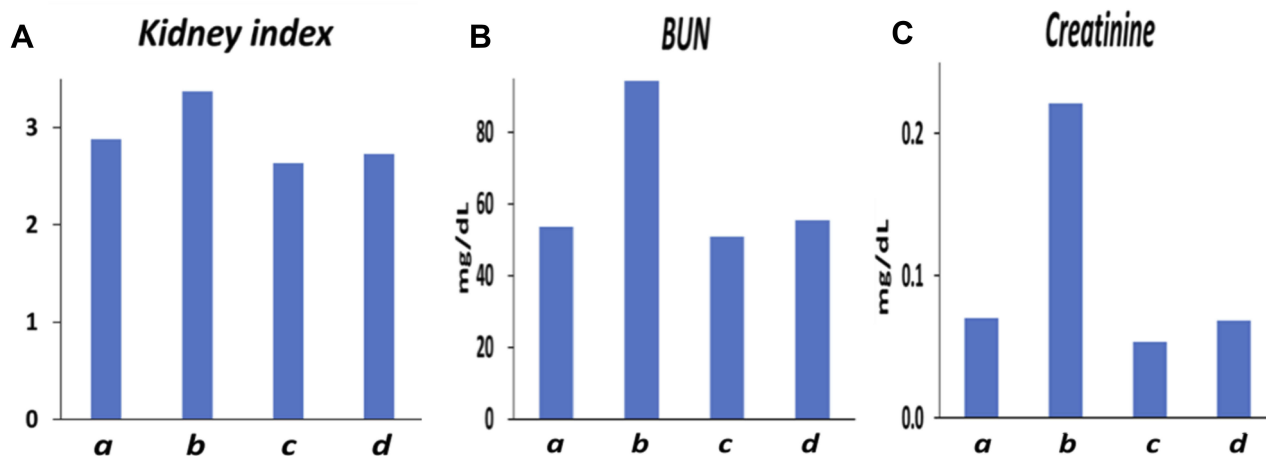 A
Kidney index
3
2
1
0
a b c d
B
BUN
mg/dL
80
60
40
20
0
a b c d
C
Creatinine
mg/dL
0.2
0.1
0.0
a b c d